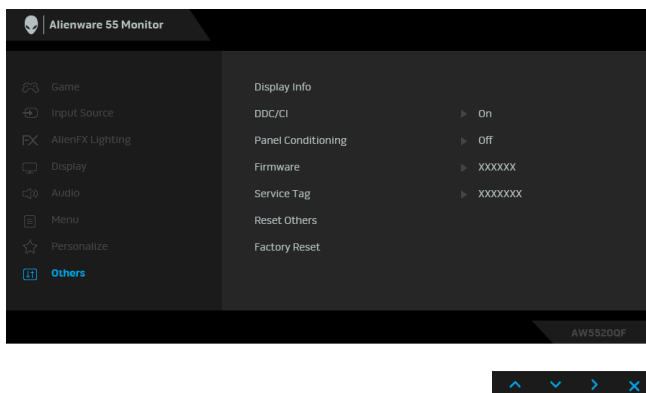 Alienware 55 Monitor
Game
Input Source
AlienFX Lighting
Display
Audio
Menu
Personalize
Others
Display Info
DDC/CI On
Panel Conditioning Off
Firmware XXXXXX
Service Tag XXXXXXX
Reset Others
Factory Reset
AW5520QF